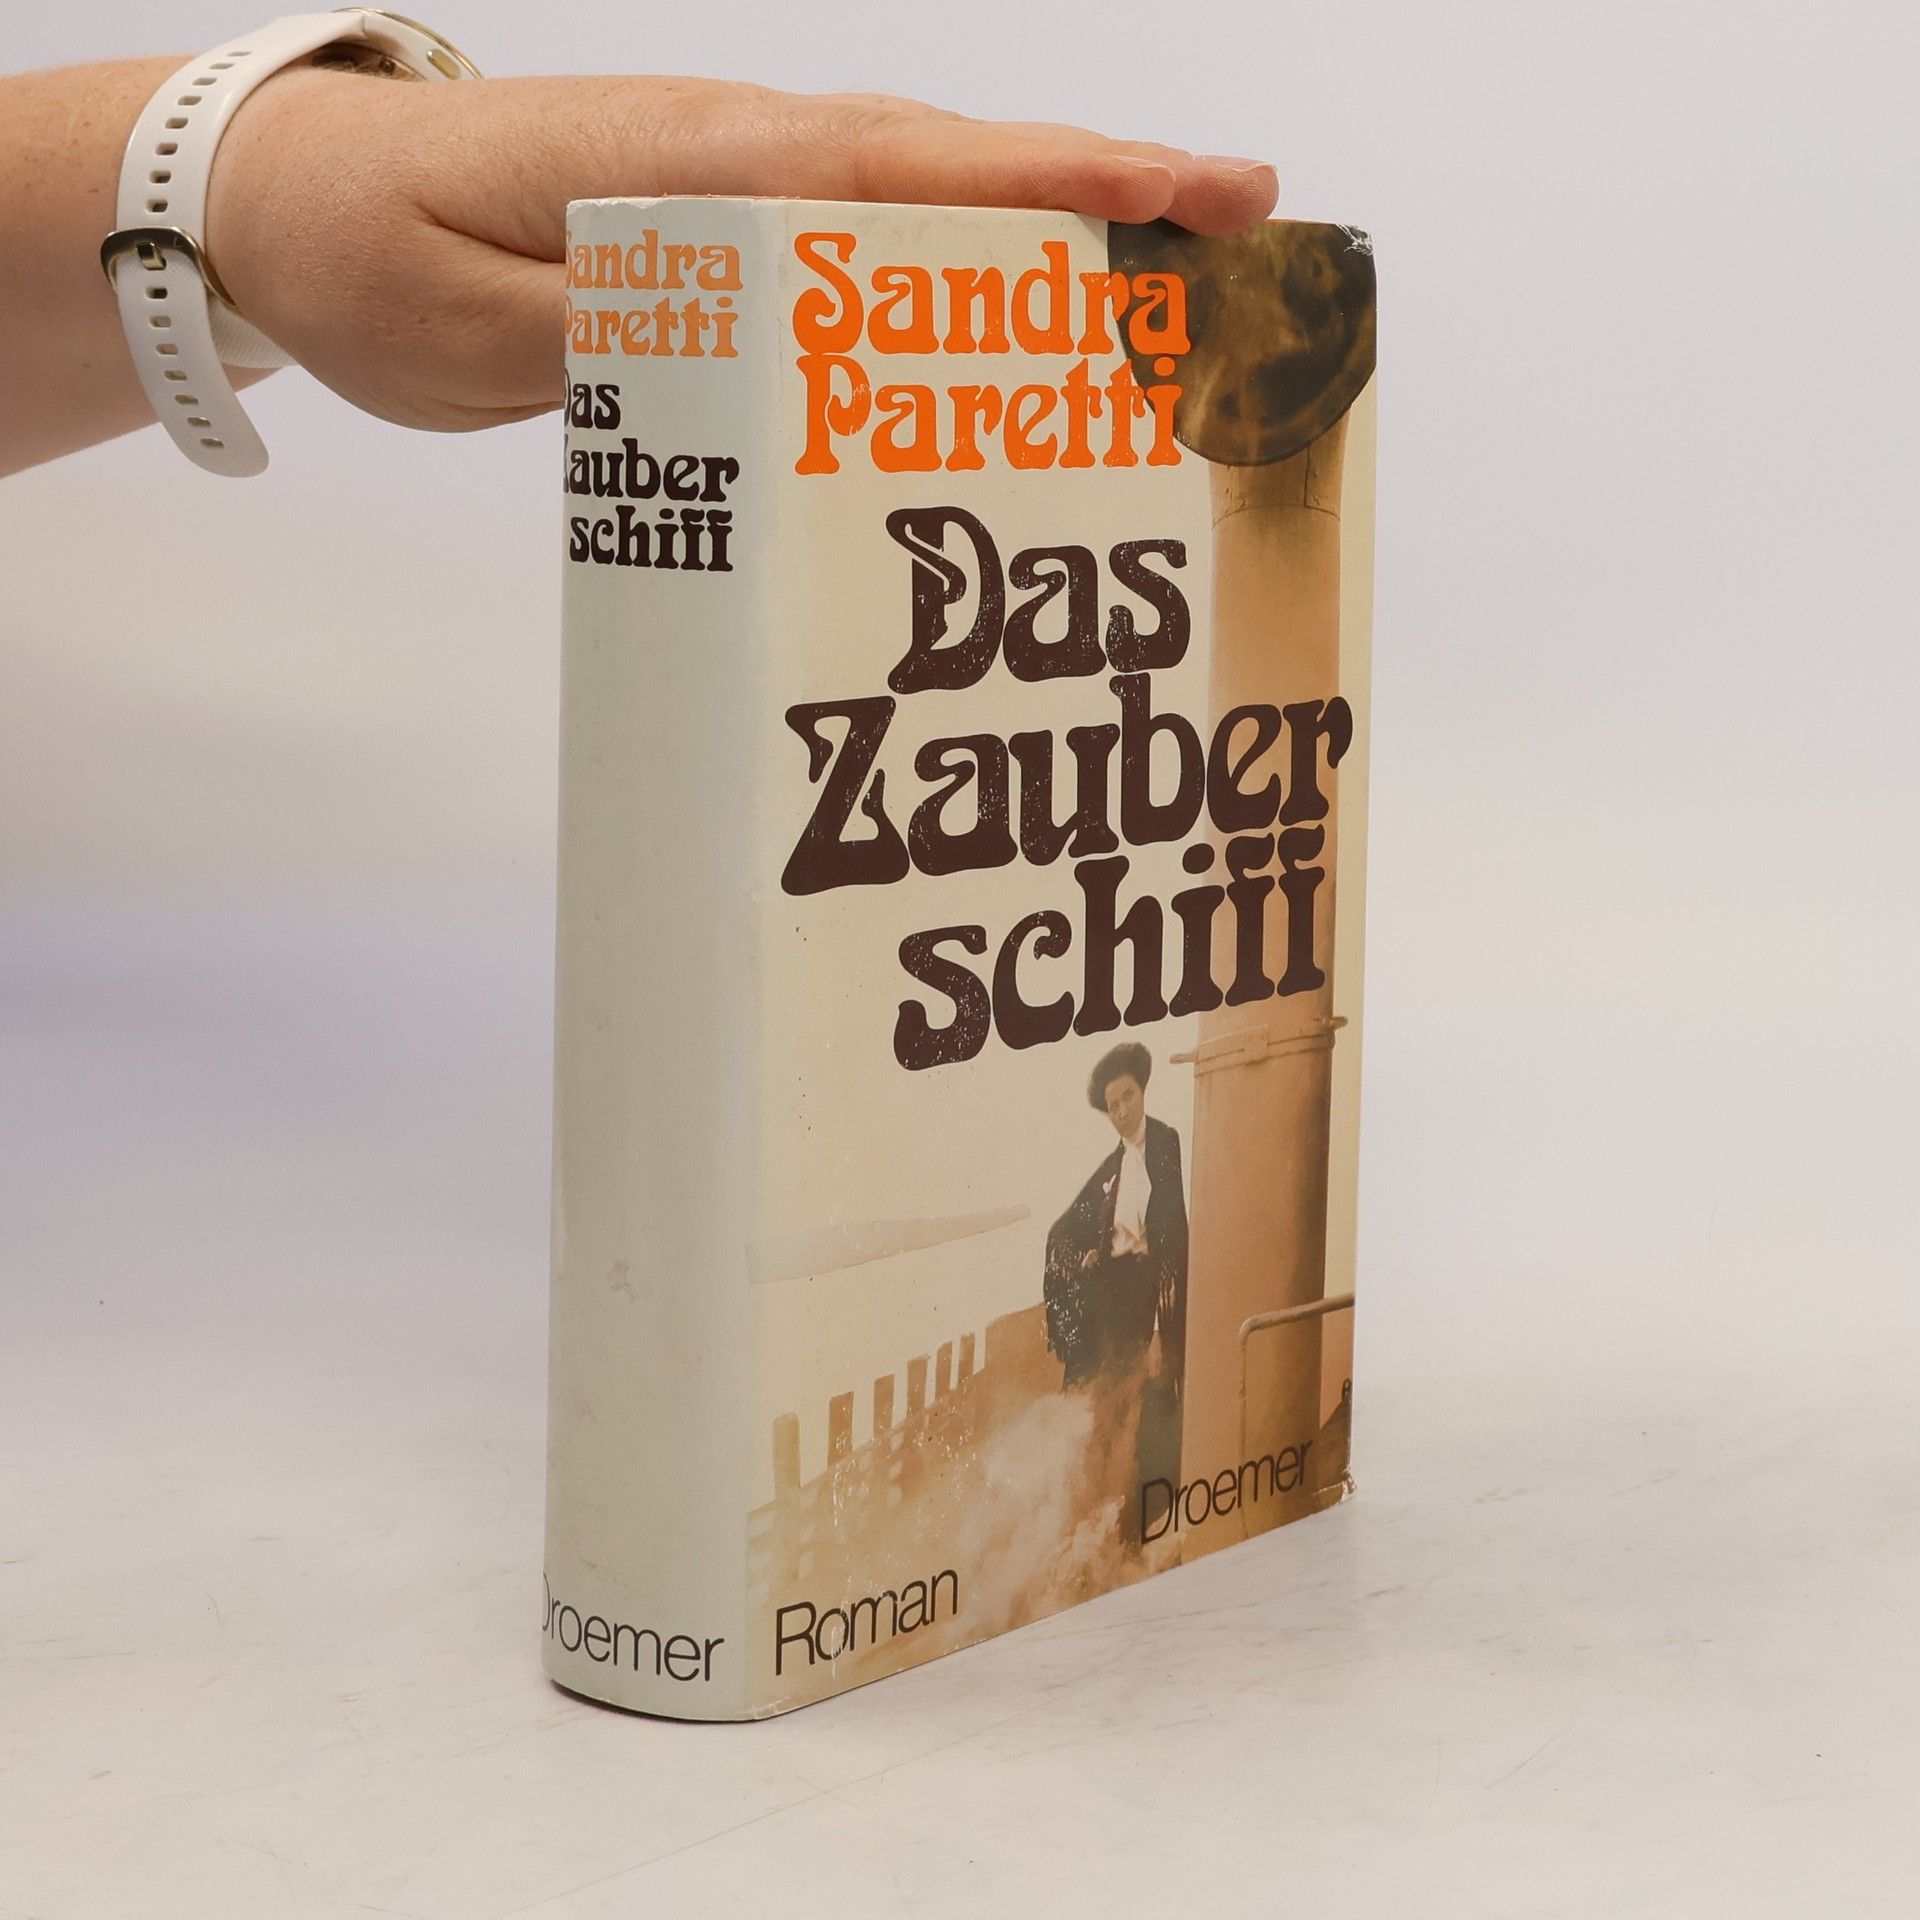 Sandra
Paretti
Das
Zauber
schiff
Droemer
Sandra
Paretti
Das
Zauber
schiff
Droemer
Roman